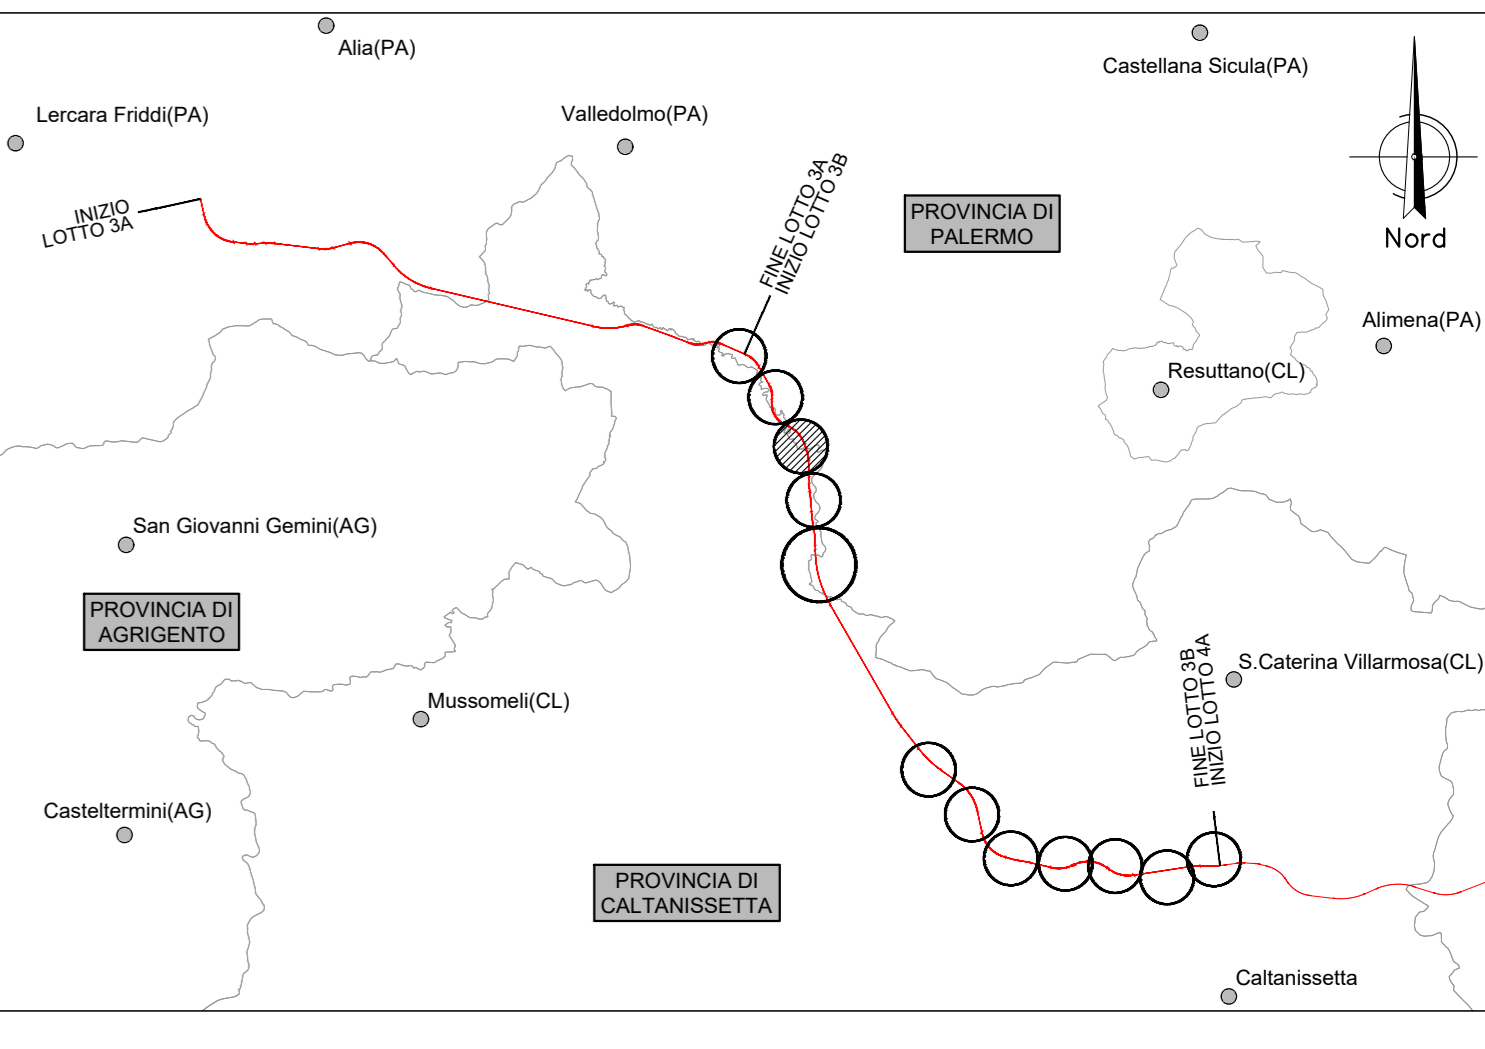 Alia(PA)
Castellana Sicula(PA)
Lercara Friddi(PA)
Valledolmo(PA)
INIZIO
LOTTO 3A
FINE LOTTO 3A
INIZIO LOTTO 3B
PROVINCIA DI
PALERMO
Nord
Alimena(PA)
Resuttano(CL)
San Giovanni Gemini(AG)
PROVINCIA DI
AGRIGENTO
FINE LOTTO 3B
INIZIO LOTTO 4A
S.Caterina Villarmosa(CL)
Mussomeli(CL)
Casteltermini(AG)
PROVINCIA DI
CALTANISSETTA
Caltanissetta